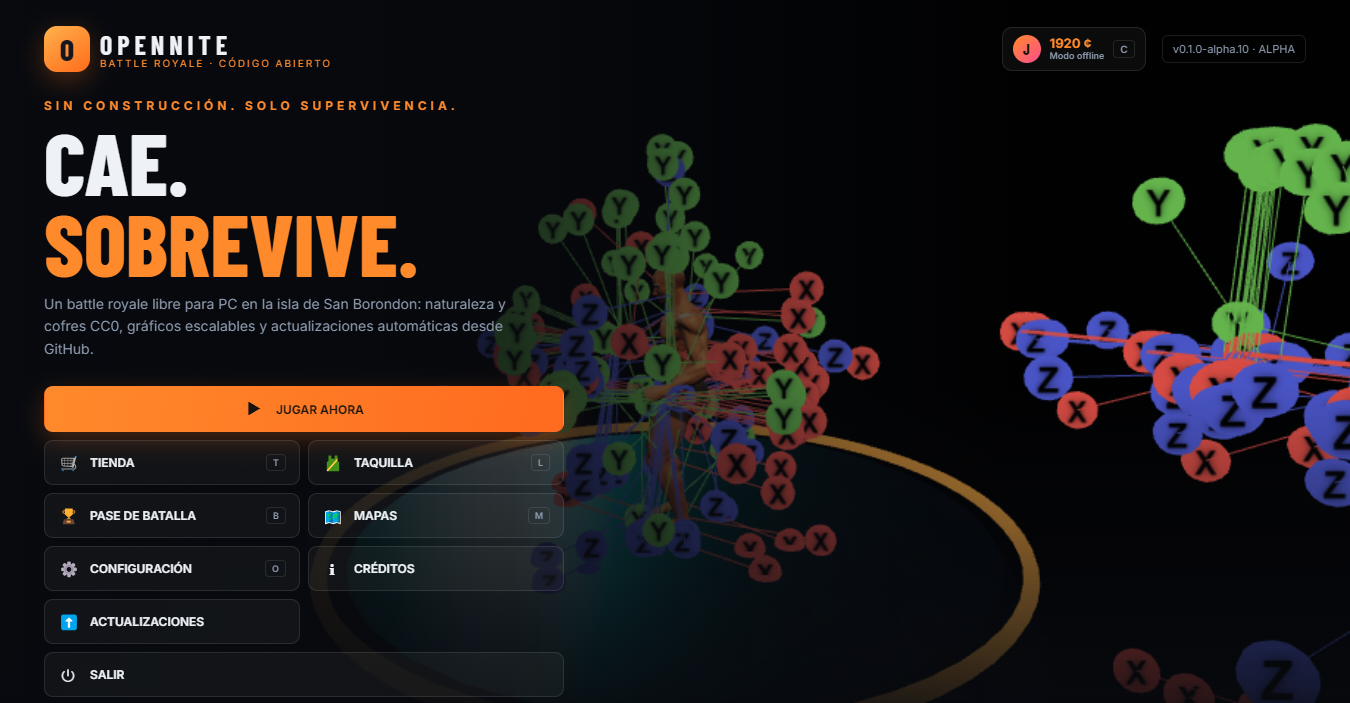 O OPENNITE
BATTLE ROYALE · CÓDIGO ABIERTO
J 1920 ¢
Modo offline
C
v0.1.0-alpha.10 · ALPHA
SIN CONSTRUCCIÓN. SOLO SUPERVIVENCIA.
CAE.
SOBREVIVE.
Un battle royale libre para PC en la isla de San Borondon: naturaleza y
cofres CC0, gráficos escalables y actualizaciones automáticas desde
GitHub.
JUGAR AHORA
TIENDA T
TAQUILLA L
PASE DE BATALLA B
MAPAS M
CONFIGURACIÓN O
CRÉDITOS
ACTUALIZACIONES
SALIR